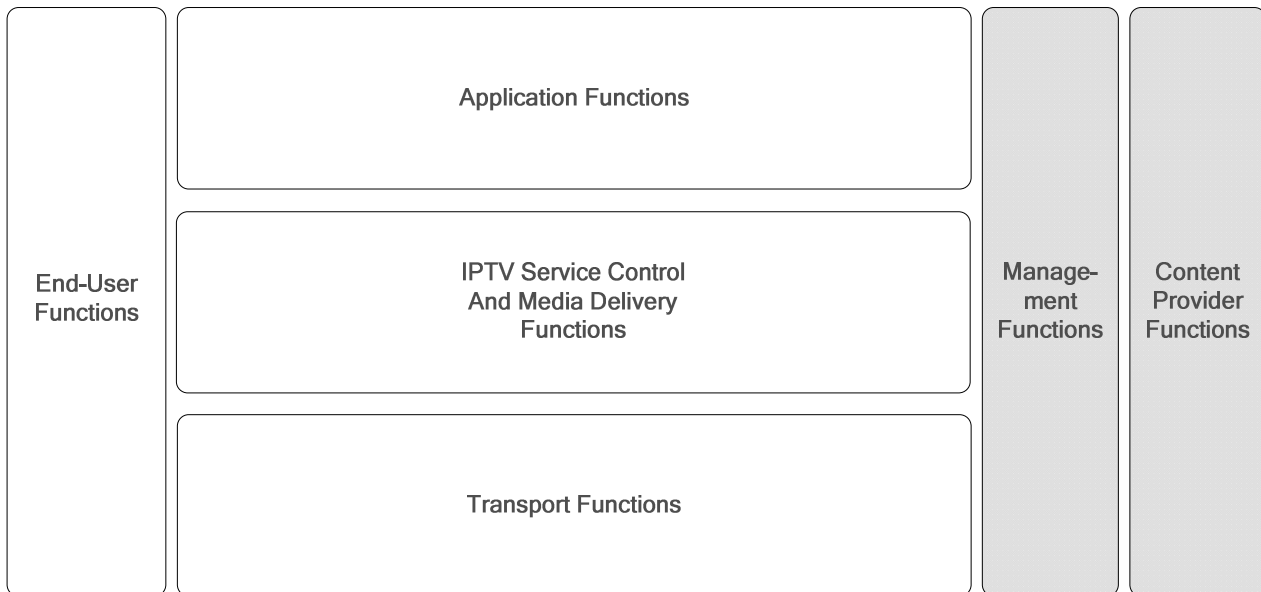 Application Functions
End-User
Functions
IPTV Service Control
And Media Delivery
Functions
Manage-
ment
Functions
Content
Provider
Functions
Transport Functions